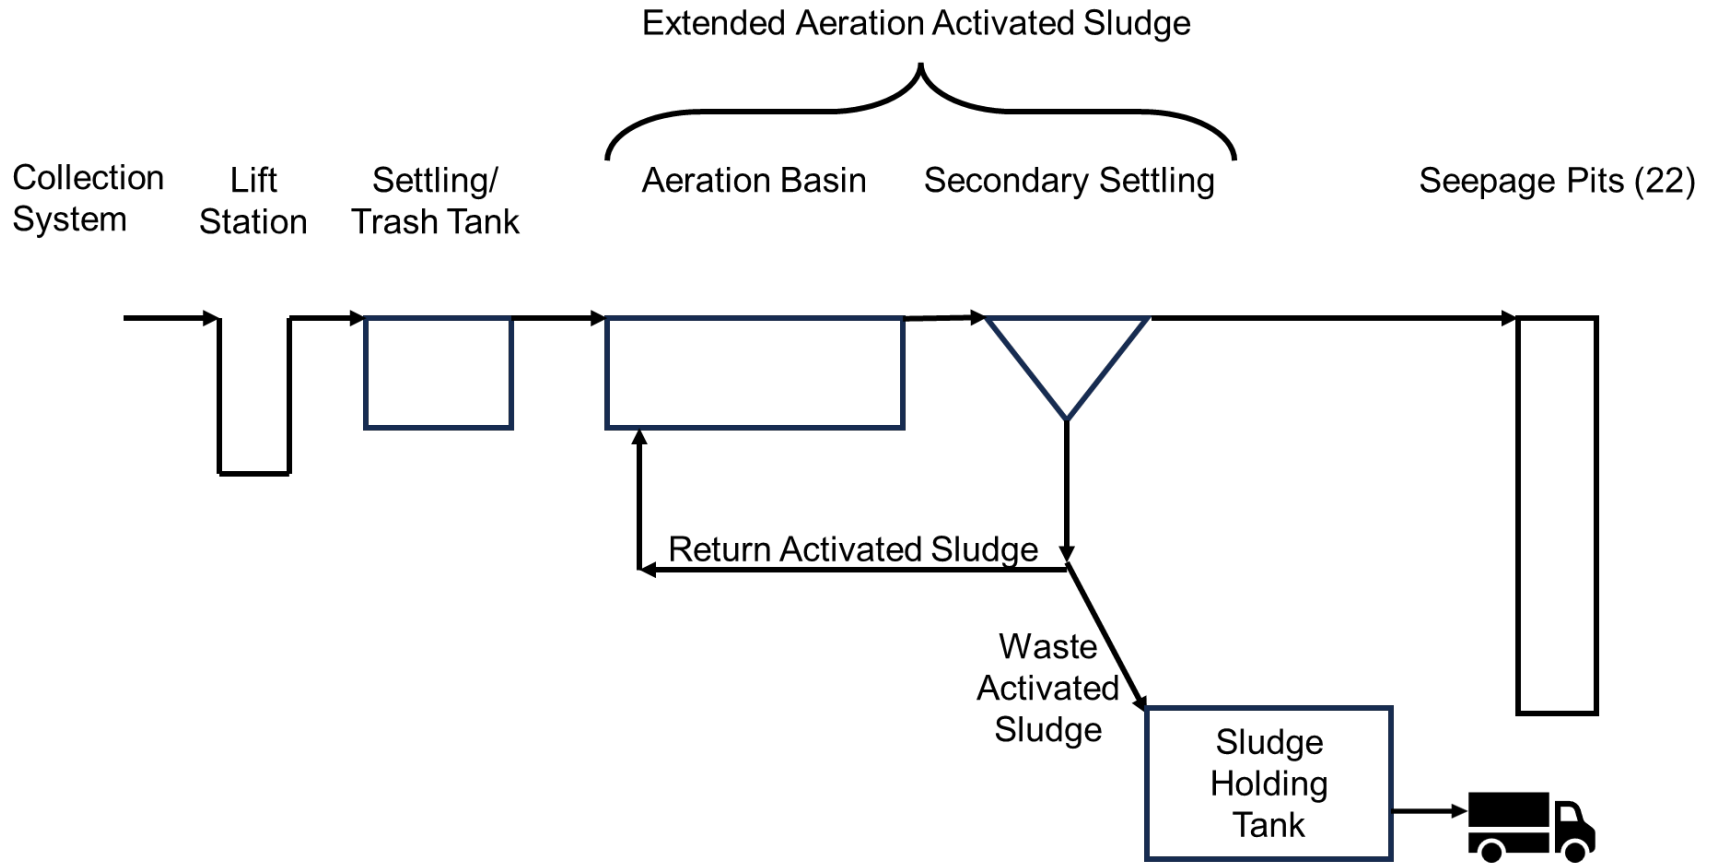 Extended Aeration Activated Sludge
Collection
System
Lift
Station
Settling/
Trash Tank
Aeration Basin
Secondary Settling
Seepage Pits (22)
Return Activated Sludge
Waste
Activated
Sludge
Sludge
Holding
Tank